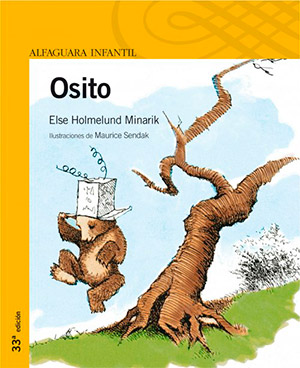 ALFAGUARA INFANTIL
Osito
Else Holmelund Minarik
Ilustraciones de Maurice Sendak
33ª edición